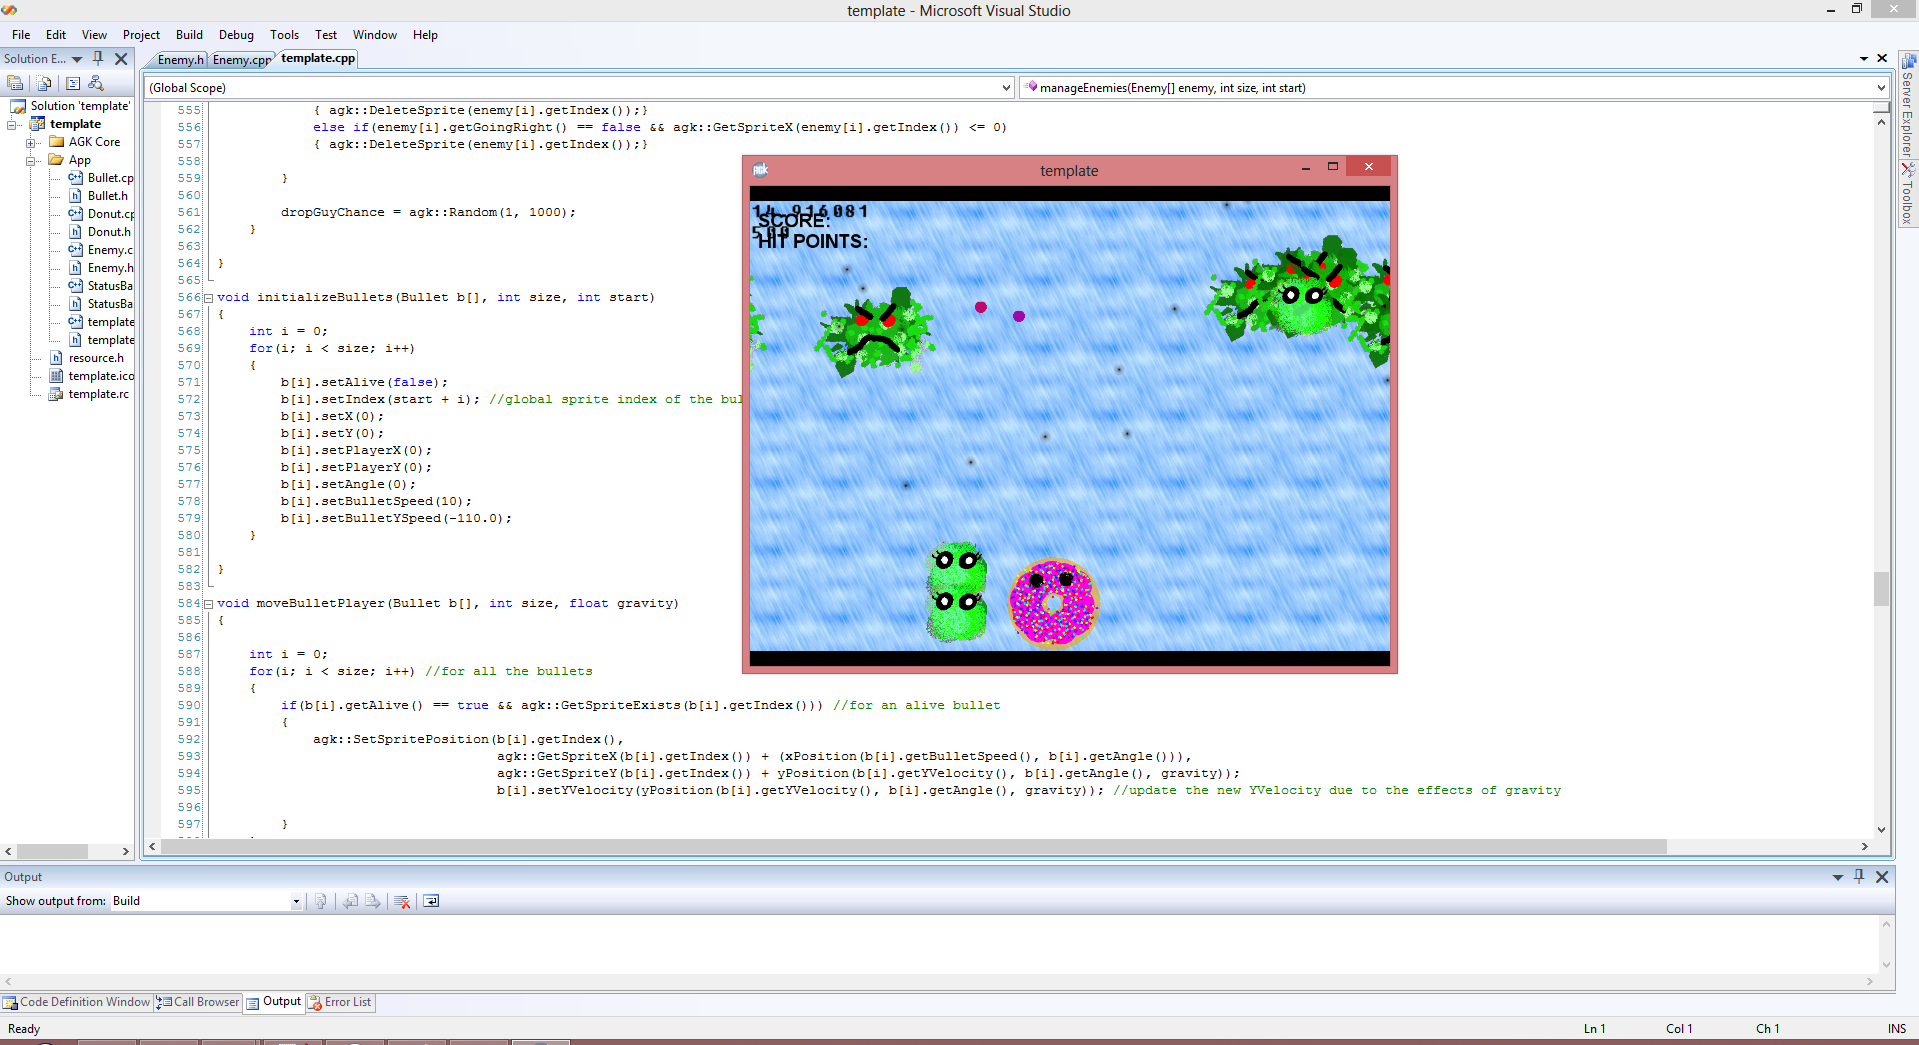 template - Microsoft Visual Studio
File Edit View Project Build Debug Tools Test Window Help
Solution E...
Enemy.h Enemy.cpp template.cpp
(Global Scope)
manageEnemies(Enemy[] enemy, int size, int start)
Solution 'template'
template
AGK Core
App
Bullet.cp
Bullet.h
Donut.cp
Donut.h
Enemy.c
Enemy.h
StatusBa
StatusBa
template
template
resource.h
template.ico
template.rc
555 { agk::DeleteSprite(enemy[i].getIndex());}
556 else if(enemy[i].getGoingRight() == false && agk::GetSpriteX(enemy[i].getIndex()) <= 0)
557 { agk::DeleteSprite(enemy[i].getIndex());}
558
559 }
560
561 dropGuyChance = agk::Random(1, 1000);
562 }
563
564 }
565
566 void initializeBullets(Bullet b[], int size, int start)
567 {
568 int i = 0;
569 for(i; i < size; i++)
570 {
571 b[i].setAlive(false);
572 b[i].setIndex(start + i); //global sprite index of the bul
573 b[i].setX(0);
574 b[i].setY(0);
575 b[i].setPlayerX(0);
576 b[i].setPlayerY(0);
577 b[i].setAngle(0);
578 b[i].setBulletSpeed(10);
579 b[i].setBulletYSpeed(-110.0);
580 }
581
582 }
583
584 void moveBulletPlayer(Bullet b[], int size, float gravity)
585 {
586
587 int i = 0;
588 for(i; i < size; i++) //for all the bullets
589 {
590 if(b[i].getAlive() == true && agk::GetSpriteExists(b[i].getIndex())) //for an alive bullet
591 {
592 agk::SetSpritePosition(b[i].getIndex(),
593 agk::GetSpriteX(b[i].getIndex()) + (xPosition(b[i].getBulletSpeed(), b[i].getAngle())),
594 agk::GetSpriteY(b[i].getIndex()) + yPosition(b[i].getYVelocity(), b[i].getAngle(), gravity));
595 b[i].setYVelocity(yPosition(b[i].getYVelocity(), b[i].getAngle(), gravity)); //update the new YVelocity due to the effects of gravity
596
597 }
template
14.916081
SCORE:
500
HIT POINTS:
Server Explorer
Toolbox
Output
Show output from: Build
Code Definition Window Call Browser Output Error List
Ready Ln 1 Col 1 Ch 1 INS